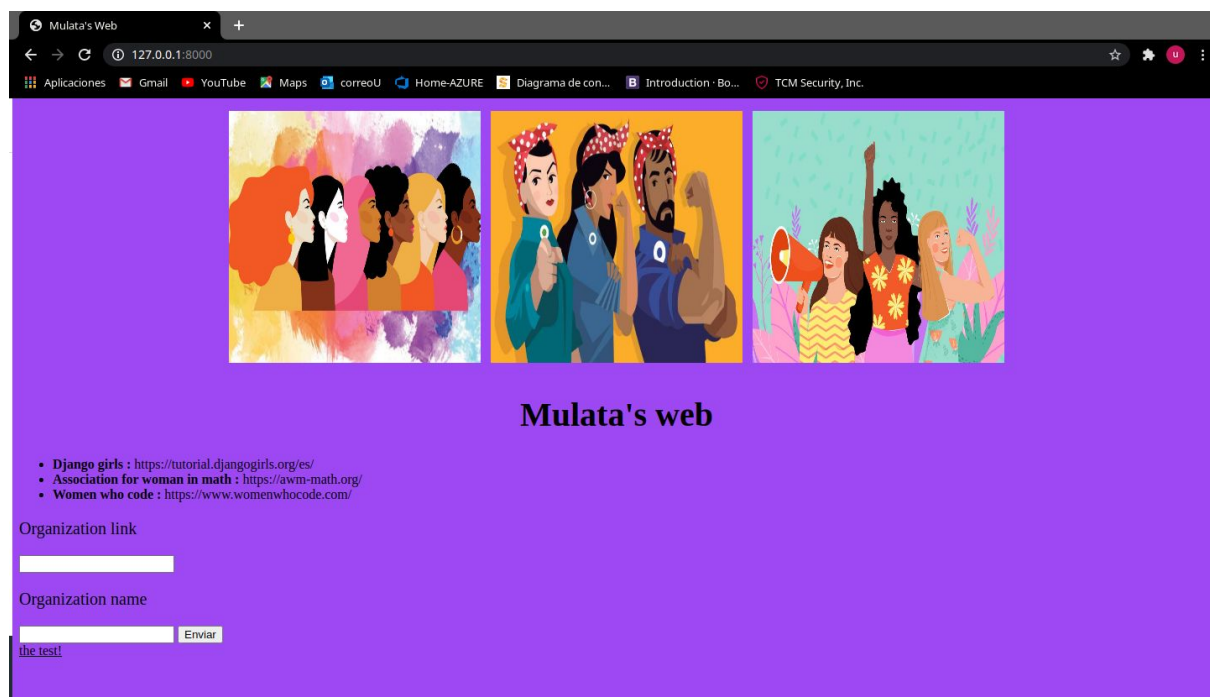 Mulata's Web
127.0.0.1:8000
u
Aplicaciones Gmail YouTube Maps correoU Home-AZURE Diagrama de con... B Introduction · Bo... TCM Security, Inc.
Mulata's web
Django girls : https://tutorial.djangogirls.org/es/
Association for woman in math : https://awm-math.org/
Women who code : https://www.womenwhocode.com/
Organization link
Organization name
Enviar
the test!